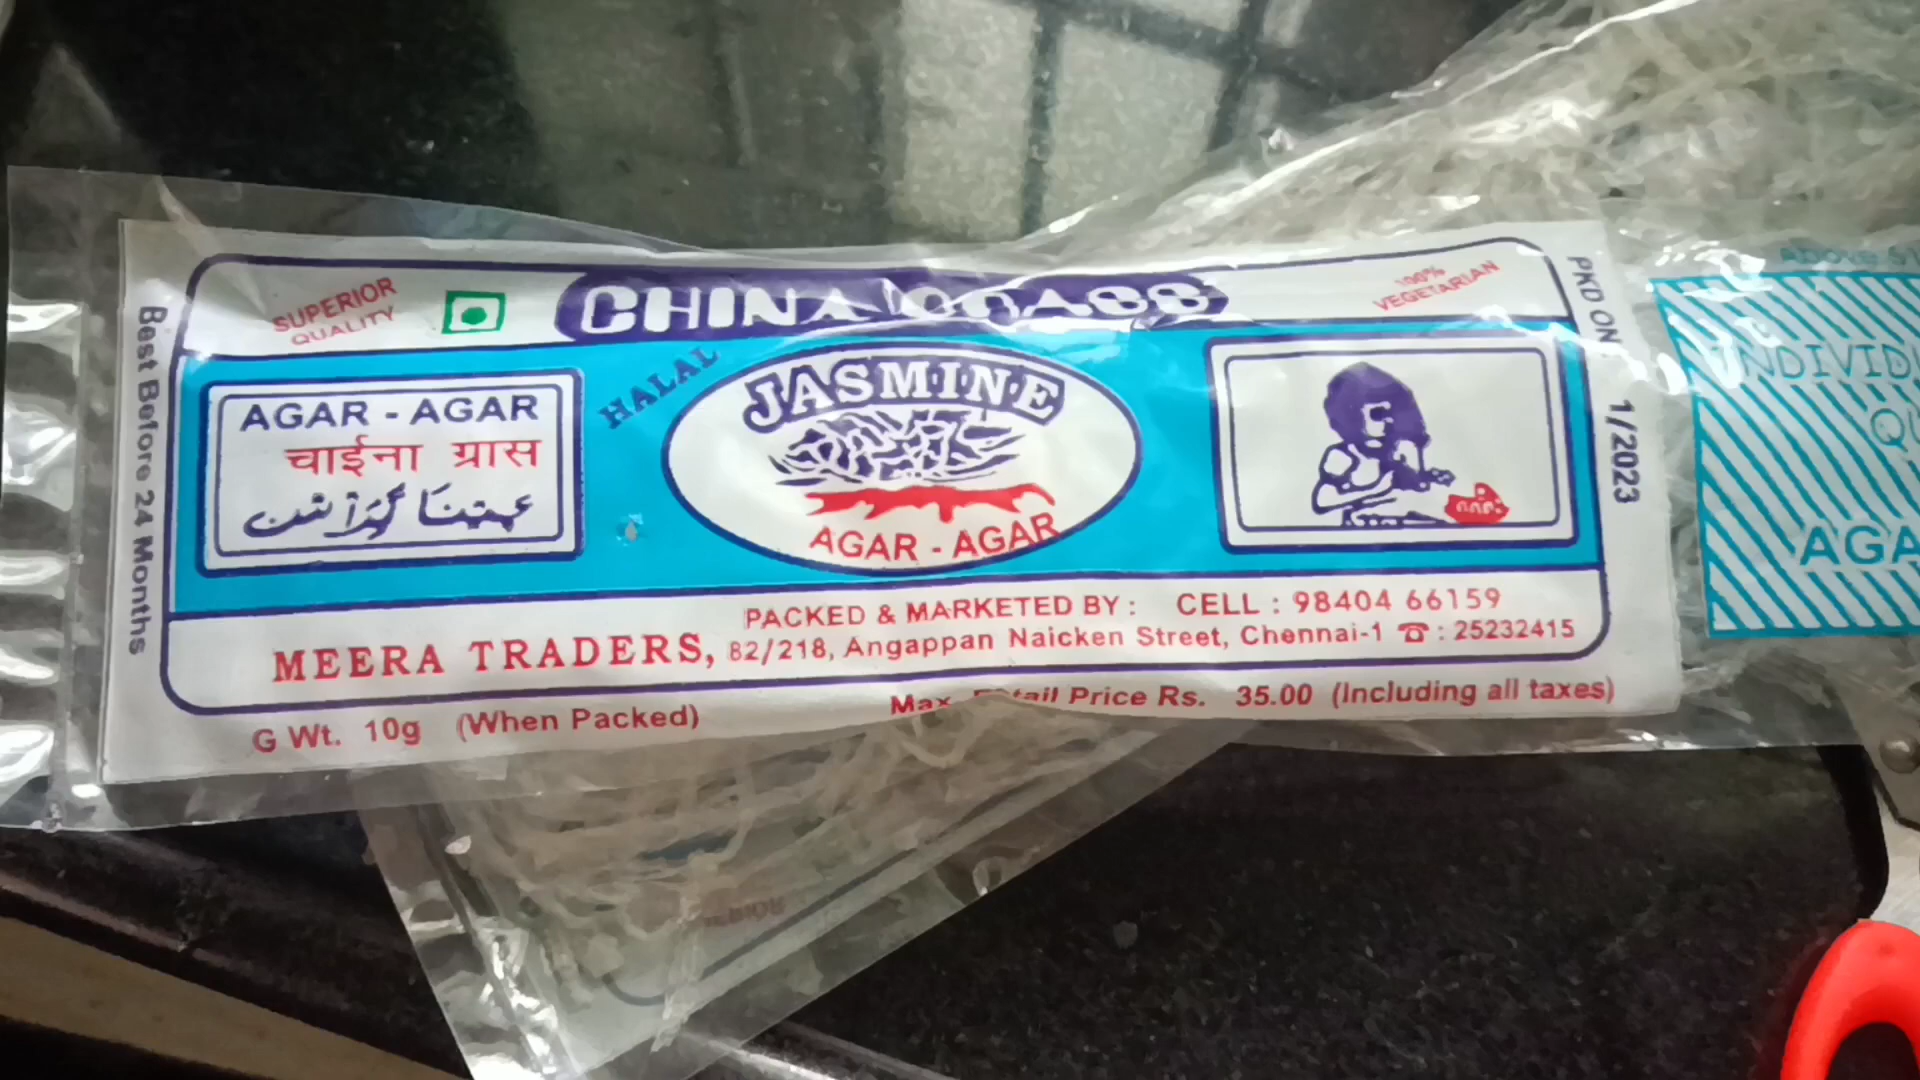 SUPERIOR
QUALITY
CHINA GRASS
100%
VEGETARIAN
Best Before 24 Months
AGAR - AGAR
चाईना ग्रास
HALAL
JASMINE
AGAR - AGAR
PKD ON 1/2023
PACKED & MARKETED BY : CELL : 98404 66159
MEERA TRADERS, 82/218, Angappan Naicken Street, Chennai-1 ☎ : 25232415
G Wt. 10g (When Packed)
Max. Retail Price Rs. 35.00 (Including all taxes)